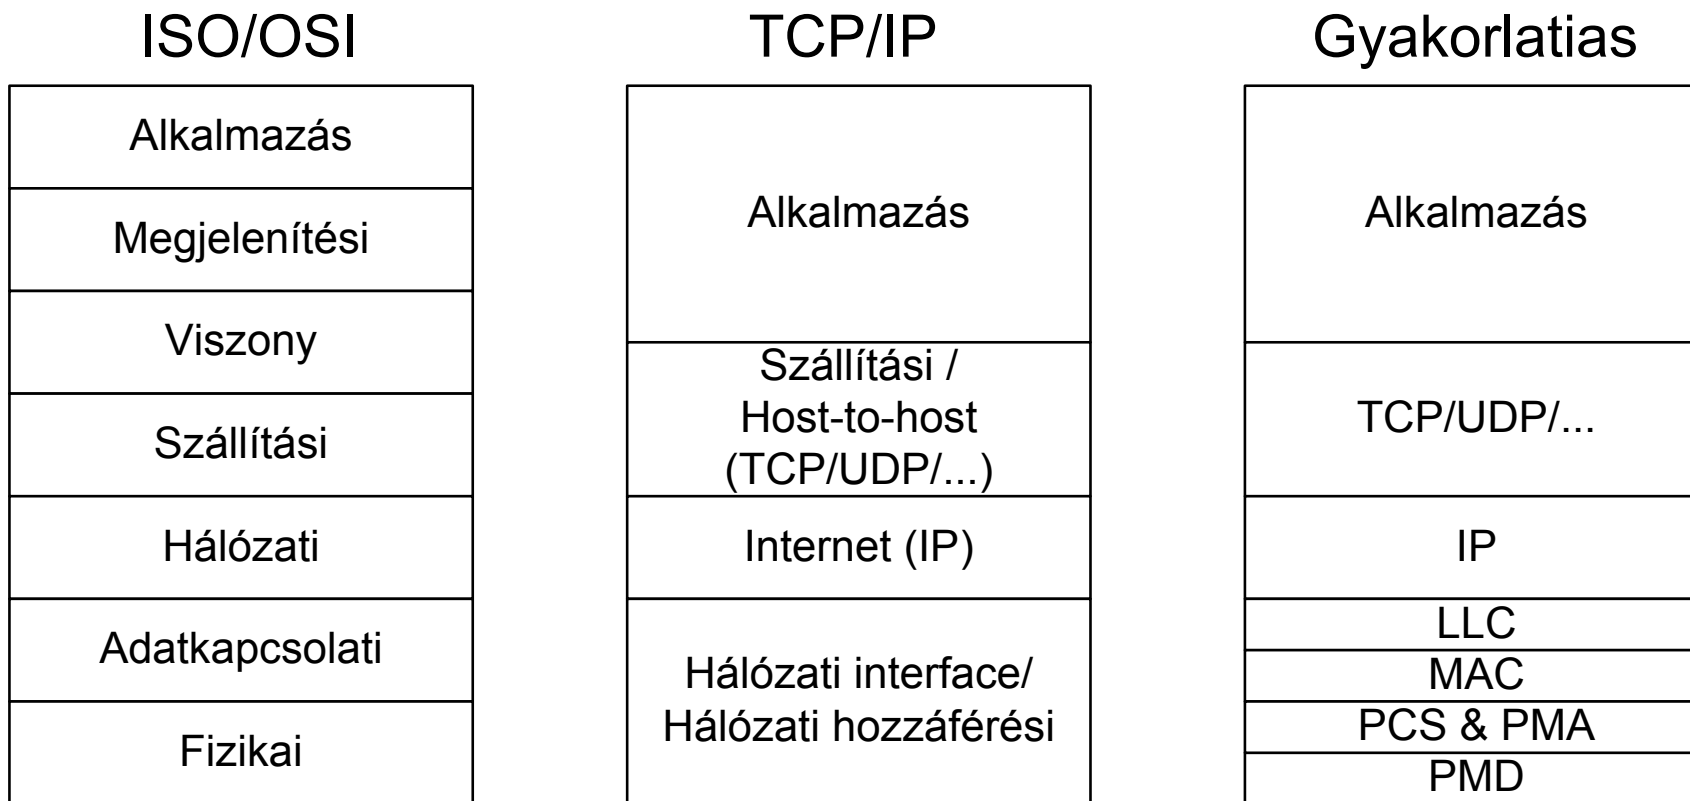 ISO/OSI
Alkalmazás
Megjelenítési
Viszony
Szállítási
Hálózati
Adatkapcsolati
Fizikai
TCP/IP
Alkalmazás
Szállítási /
Host-to-host
(TCP/UDP/...)
Internet (IP)
Hálózati interface/
Hálózati hozzáférési
Gyakorlatias
Alkalmazás
TCP/UDP/...
IP
LLC
MAC
PCS & PMA
PMD